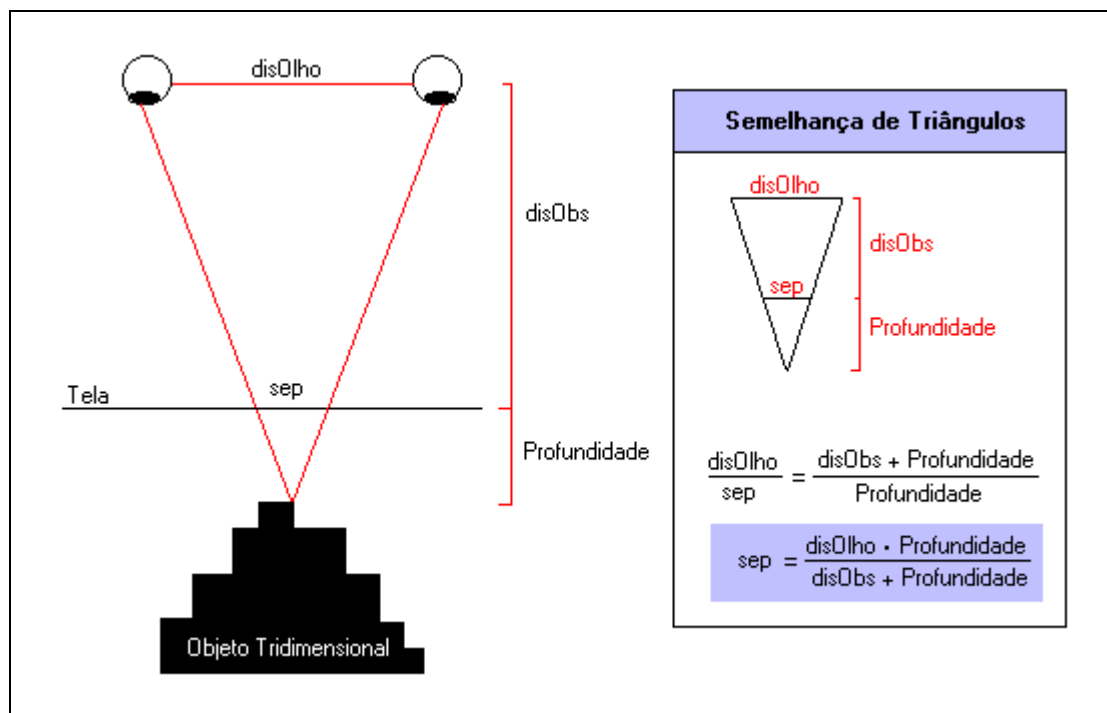 disOlho
disObs
Tela
sep
Profundidade
Objeto Tridimensional
Semelhança de Triângulos
disOlho
disObs
sep
Profundidade
disOlho
sep
=
disObs + Profundidade
Profundidade
sep =
disOlho · Profundidade
disObs + Profundidade